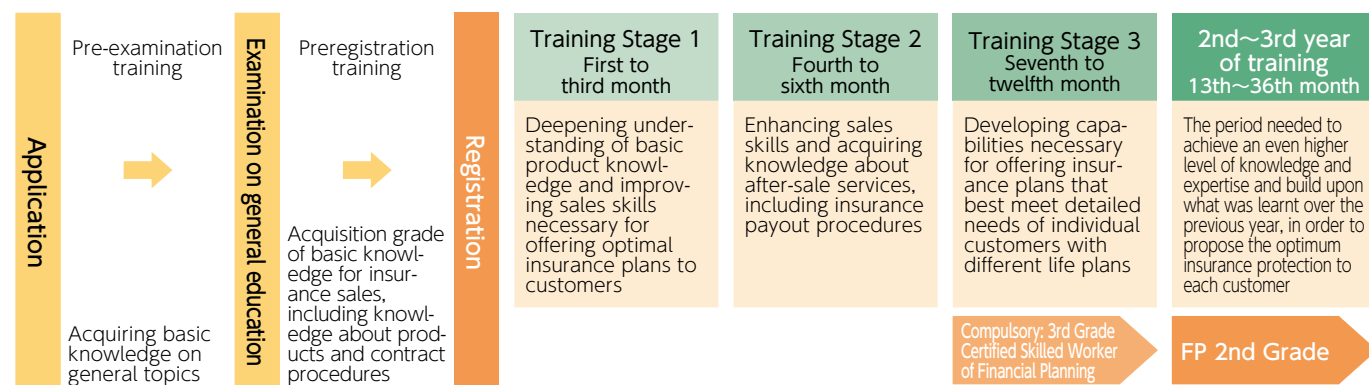 Application
Pre-examination
training
Acquiring basic
knowledge on
general topics
Examination on general education
Preregistration
training
Acquisition grade
of basic knowl-
edge for insur-
ance sales,
including knowl-
edge about prod-
ucts and contract
procedures
Registration
Training Stage 1
First to
third month
Deepening under-
standing of basic
product knowl-
edge and improv-
ing sales skills
necessary for
offering optimal
insurance plans to
customers
Training Stage 2
Fourth to
sixth month
Enhancing sales
skills and acquiring
knowledge about
after-sale services,
including insurance
payout procedures
Training Stage 3
Seventh to
twelfth month
Developing capa-
bilities necessary
for offering insur-
ance plans that
best meet detailed
needs of individual
customers with
different life plans
Compulsory: 3rd Grade
Certified Skilled Worker
of Financial Planning
2nd~3rd year
of training
13th~36th month
The period needed to
achieve an even higher
level of knowledge and
expertise and build upon
what was learnt over the
previous year, in order to
propose the optimum
insurance protection to
each customer
FP 2nd Grade